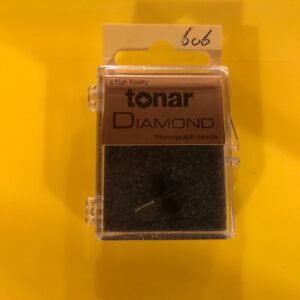 606
a high fidelity
tonar
DIAMOND
Phonograph needle